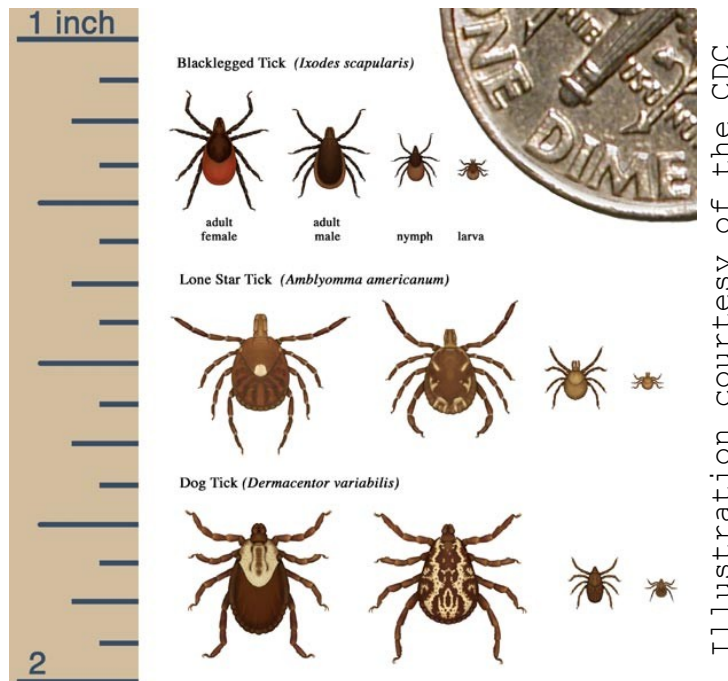 1 inch
Blacklegged Tick (Ixodes scapularis)
adult
female
adult
male
nymph
larva
ONE DIME
Lone Star Tick (Amblyomma americanum)
Dog Tick (Dermacentor variabilis)
2
Illustration courtesy of the CDC